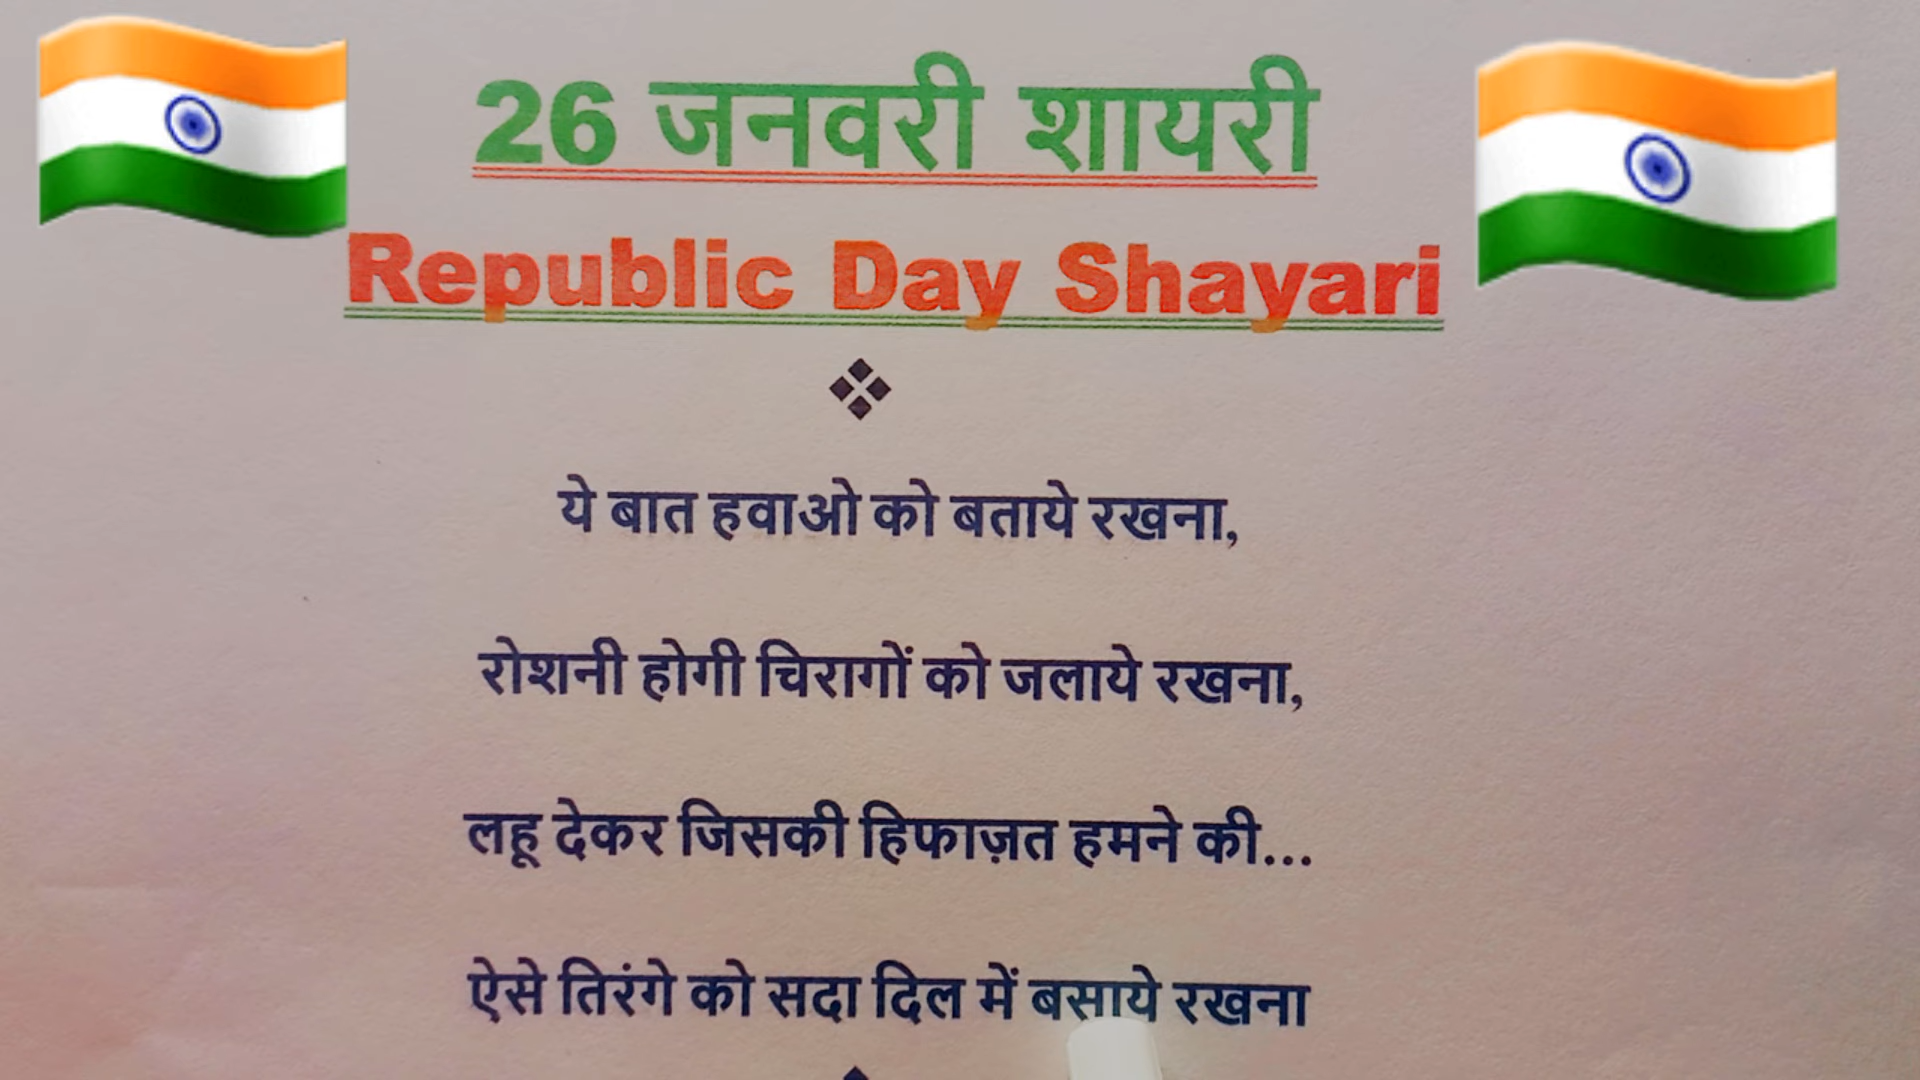 26 जनवरी शायरी
Republic Day Shayari
ये बात हवाओ को बताये रखना,
रोशनी होगी चिरागों को जलाये रखना,
लहू देकर जिसकी हिफाज़त हमने की...
ऐसे तिरंगे को सदा दिल में बसाये रखना